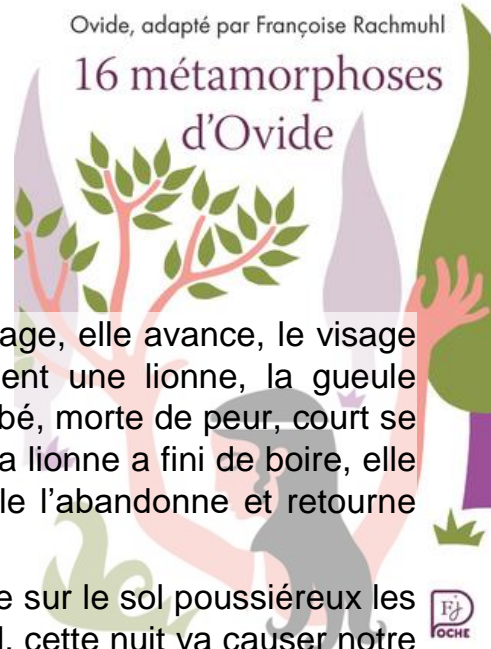 Ovide, adapté par Françoise Rachmuhl
16 métamorphoses
d'Ovide
age, elle avance, le visage
ent une lionne, la gueule
bé, morte de peur, court se
a lionne a fini de boire, elle
le l'abandonne et retourne
e sur le sol poussiéreux les
cette nuit va causer notre
Fj
POCHE